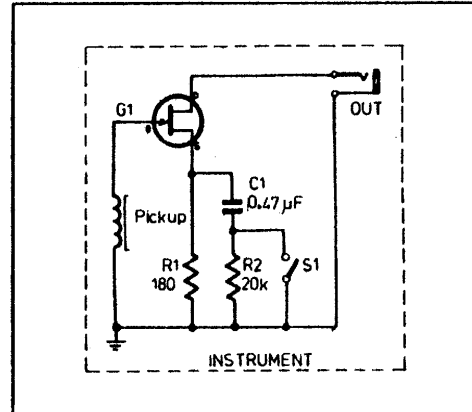 G1
OUT
Pickup
C1
0.47µF
R1
180
R2
20k
S1
INSTRUMENT